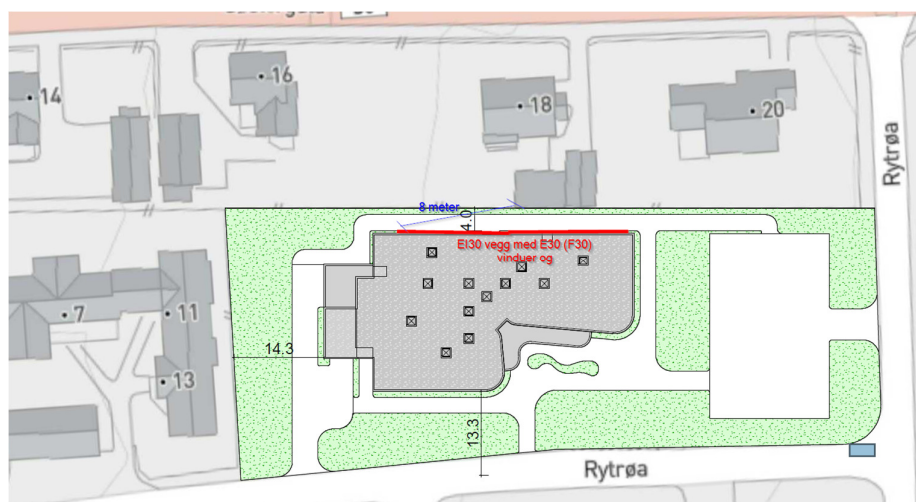 16
14
18
20
Rytrøa
8 meter
4.0
EI30 vegg med E30 (F30)
vinduer og
7
11
14.3
13
13.3
Rytrøa